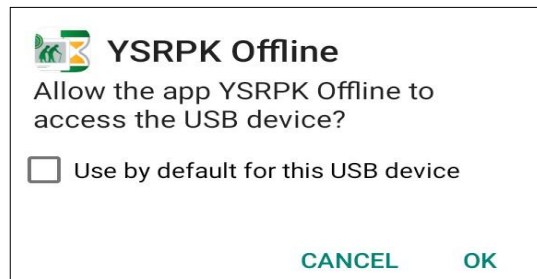 YSRPK Offline
Allow the app YSRPK Offline to
access the USB device?
Use by default for this USB device
CANCEL OK